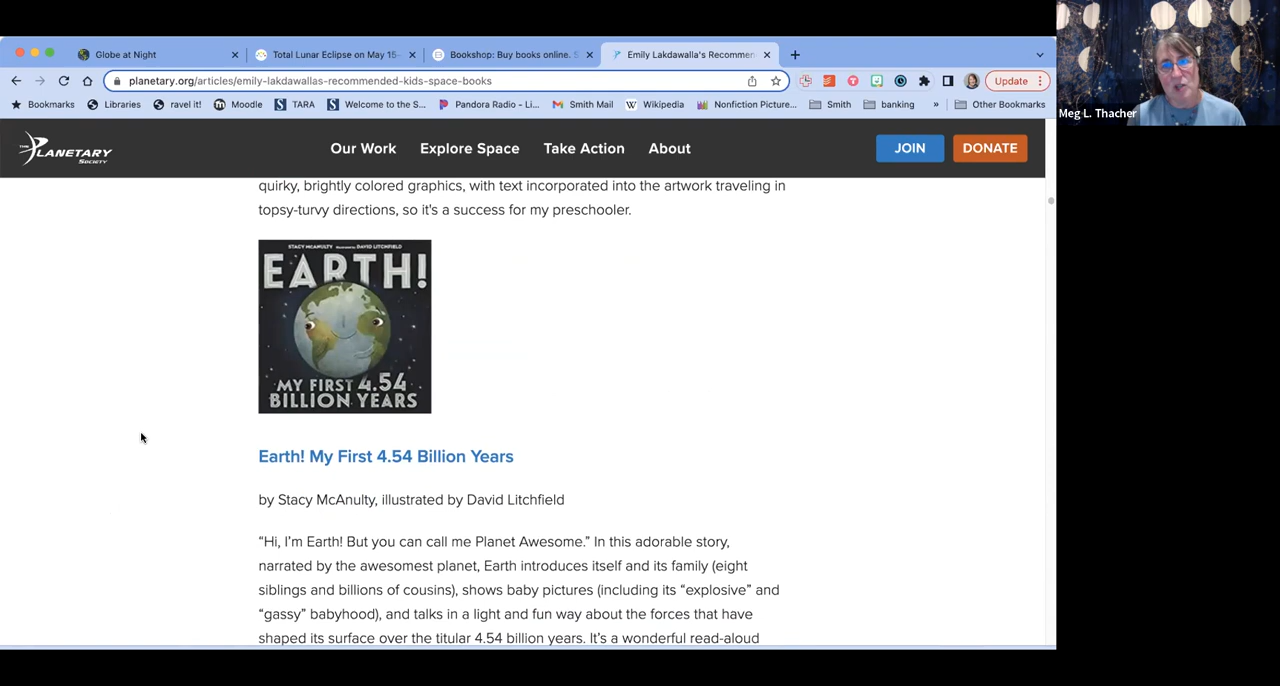 Globe at Night
Total Lunar Eclipse on May 15-
Bookshop: Buy books online. S
Emily Lakdawalla's Recommen
planetary.org/articles/emily-lakdawallas-recommended-kids-space-books
Update
Bookmarks
Libraries
ravel it!
Moodle
TARA
Welcome to the S...
Pandora Radio – Li...
Smith Mail
Wikipedia
Nonfiction Picture...
Smith
banking
»
Other Bookmarks
Meg L. Thacher
THE PLANETARY SOCIETY
Our Work
Explore Space
Take Action
About
JOIN
DONATE
quirky, brightly colored graphics, with text incorporated into the artwork traveling in
topsy-turvy directions, so it's a success for my preschooler.
STACY McANULTY illustrated by DAVID LITCHFIELD
EARTH!
MY FIRST 4.54
BILLION YEARS
Earth! My First 4.54 Billion Years
by Stacy McAnulty, illustrated by David Litchfield
“Hi, I’m Earth! But you can call me Planet Awesome.” In this adorable story,
narrated by the awesomest planet, Earth introduces itself and its family (eight
siblings and billions of cousins), shows baby pictures (including its “explosive” and
“gassy” babyhood), and talks in a light and fun way about the forces that have
shaped its surface over the titular 4.54 billion years. It’s a wonderful read-aloud